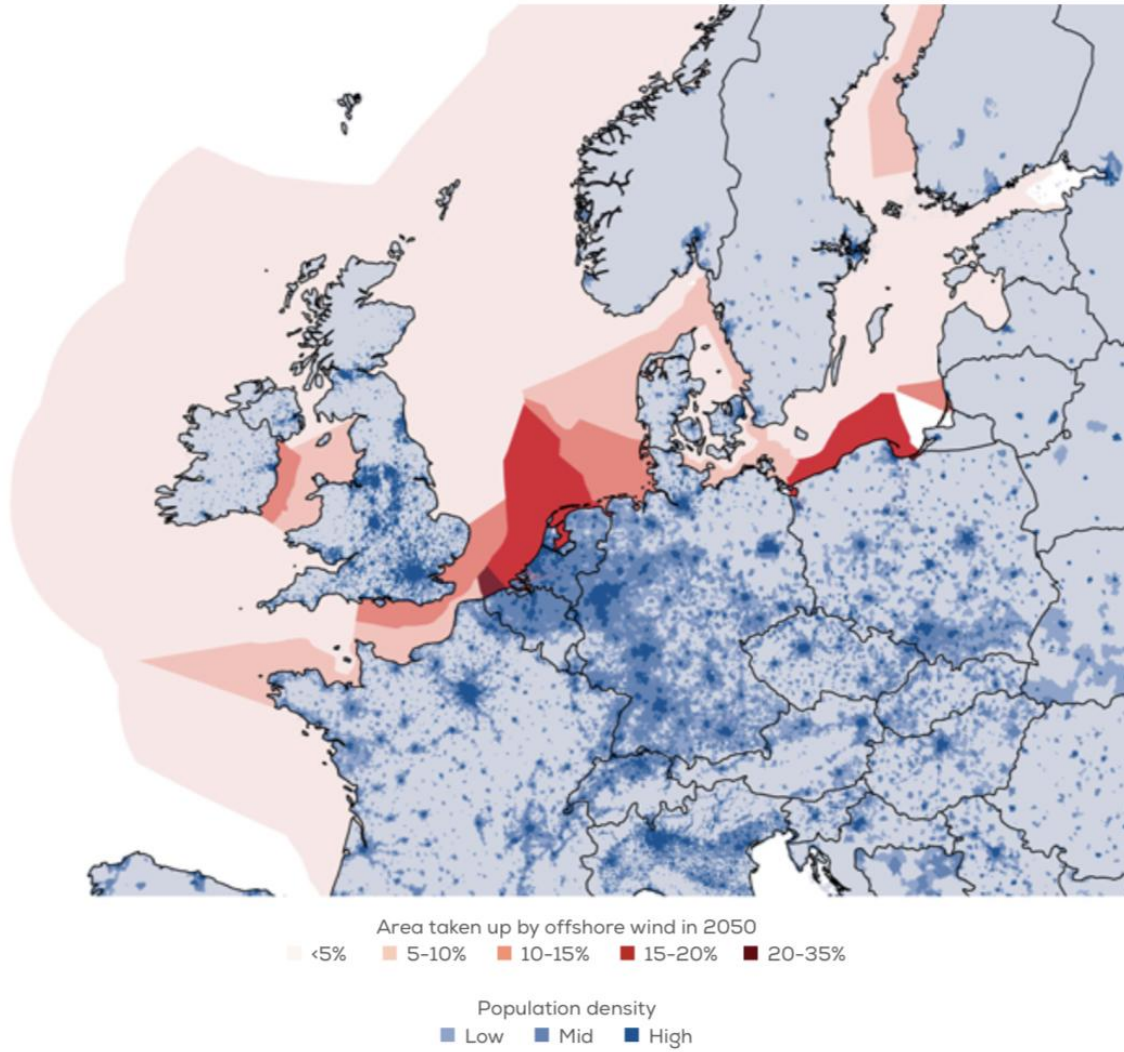 Area taken up by offshore wind in 2050
<5% 5-10% 10-15% 15-20% 20-35%
Population density
Low Mid High